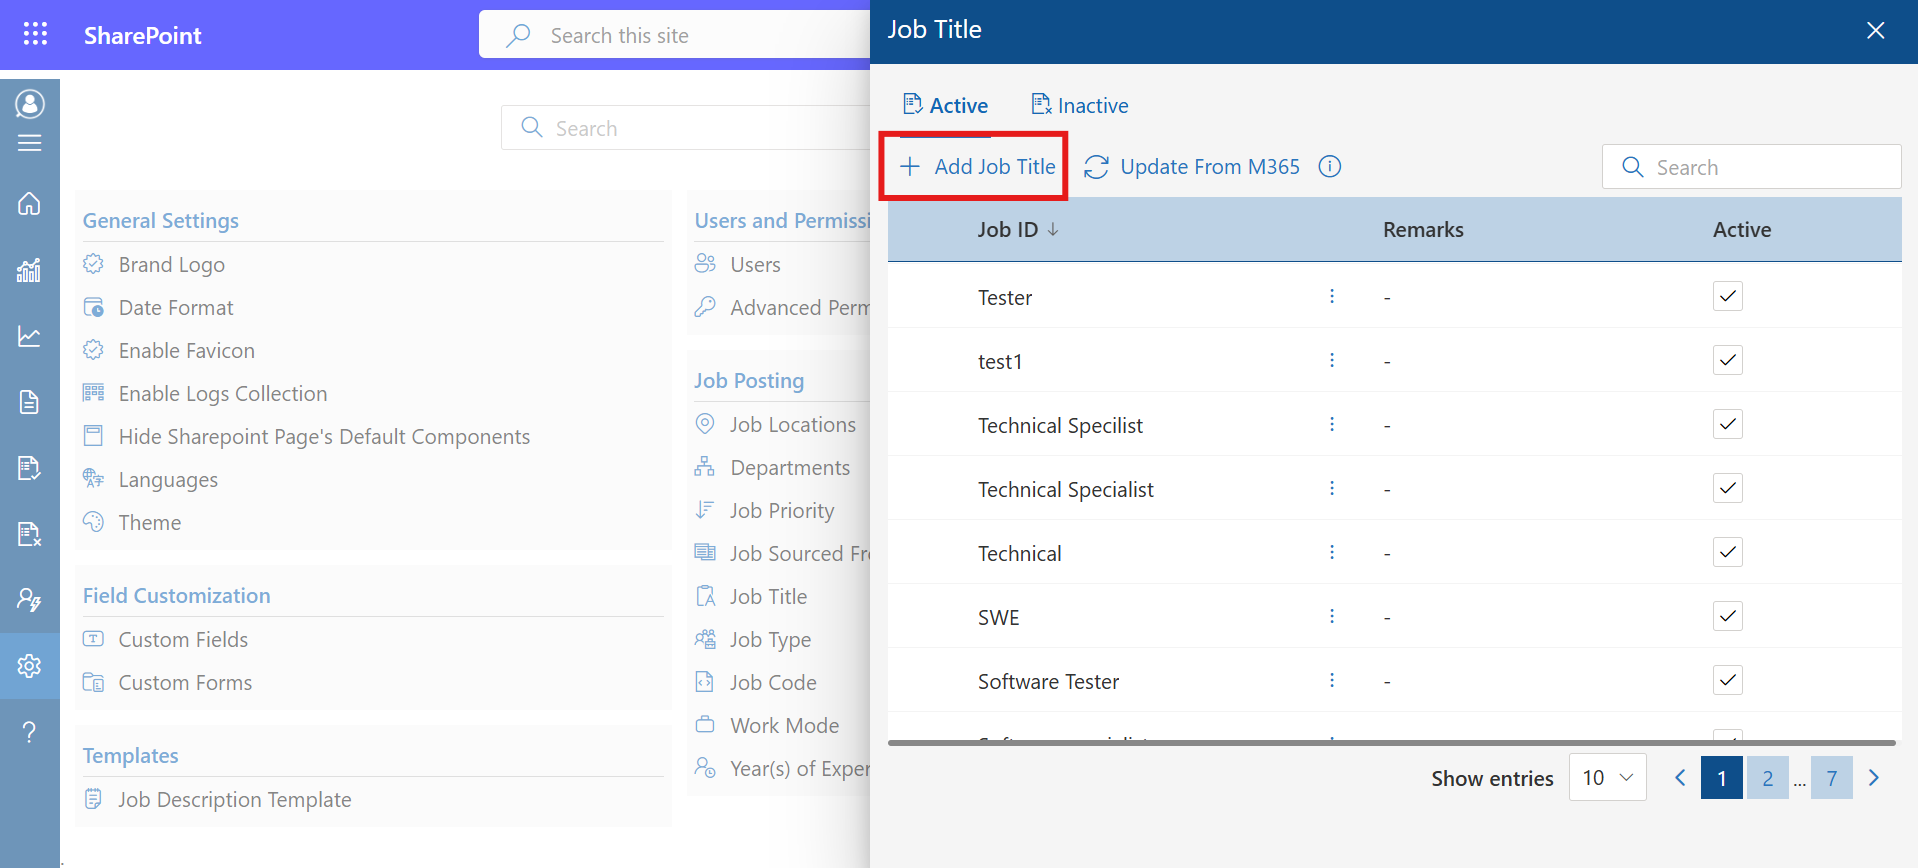 SharePoint
Search this site
Search
General Settings
Brand Logo
Date Format
Enable Favicon
Enable Logs Collection
Hide Sharepoint Page's Default Components
Languages
Theme
Field Customization
Custom Fields
Custom Forms
Templates
Job Description Template
Users and Permissi
Users
Advanced Perm
Job Posting
Job Locations
Departments
Job Priority
Job Sourced Fr
Job Title
Job Type
Job Code
Work Mode
Year(s) of Exper
Job Title
Active Inactive
+ Add Job Title Update From M365
Search
Job ID ↓ Remarks Active
Tester -
test1 -
Technical Specilist -
Technical Specialist -
Technical -
SWE -
Software Tester -
Show entries 10 < 1 2 ... 7 >